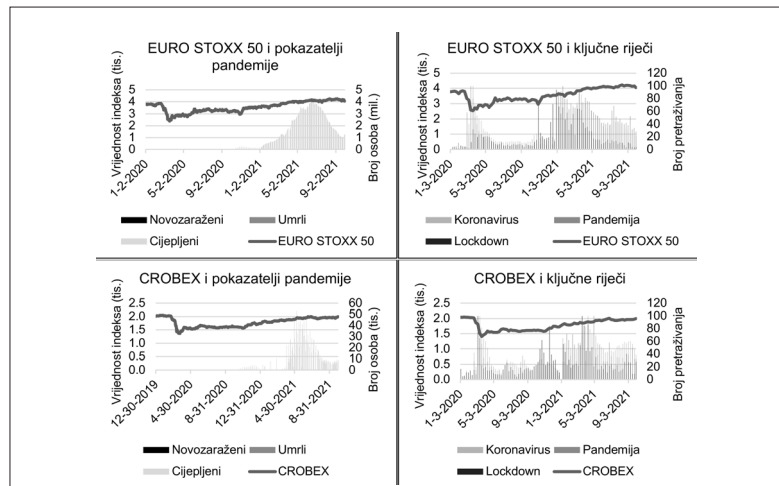 EURO STOXX 50 i pokazatelji
pandemije
Vrijednost indeksa (tis.)
5
4
3
2
1
0
5
4
3
2
1
0
Broj osoba (mil.)
1-2-2020
5-2-2020
9-2-2020
1-2-2021
5-2-2021
9-2-2021
Novozaraženi
Umrli
Cijepljeni
EURO STOXX 50
EURO STOXX 50 i ključne riječi
Vrijednost indeksa (tis.)
5
4
3
2
1
0
100
80
60
40
20
0
Broj pretraživanja
1-3-2020
5-3-2020
9-3-2020
1-3-2021
5-3-2021
9-3-2021
Koronavirus
Pandemija
Lockdown
EURO STOXX 50
CROBEX i pokazatelji pandemije
Vrijednost indeksa (tis.)
2.5
2.0
1.5
1.0
0.5
0.0
60
50
40
30
20
10
0
Broj osoba (tis.)
12-30-2019
4-30-2020
8-31-2020
12-31-2020
4-30-2021
8-31-2021
Novozaraženi
Umrli
Cijepljeni
CROBEX
CROBEX i ključne riječi
Vrijednost indeksa (tis.)
2.5
2.0
1.5
1.0
0.5
0.0
120
100
80
60
40
20
0
Broj pretraživanja
1-3-2020
5-3-2020
9-3-2020
1-3-2021
5-3-2021
9-3-2021
Koronavirus
Pandemija
Lockdown
CROBEX